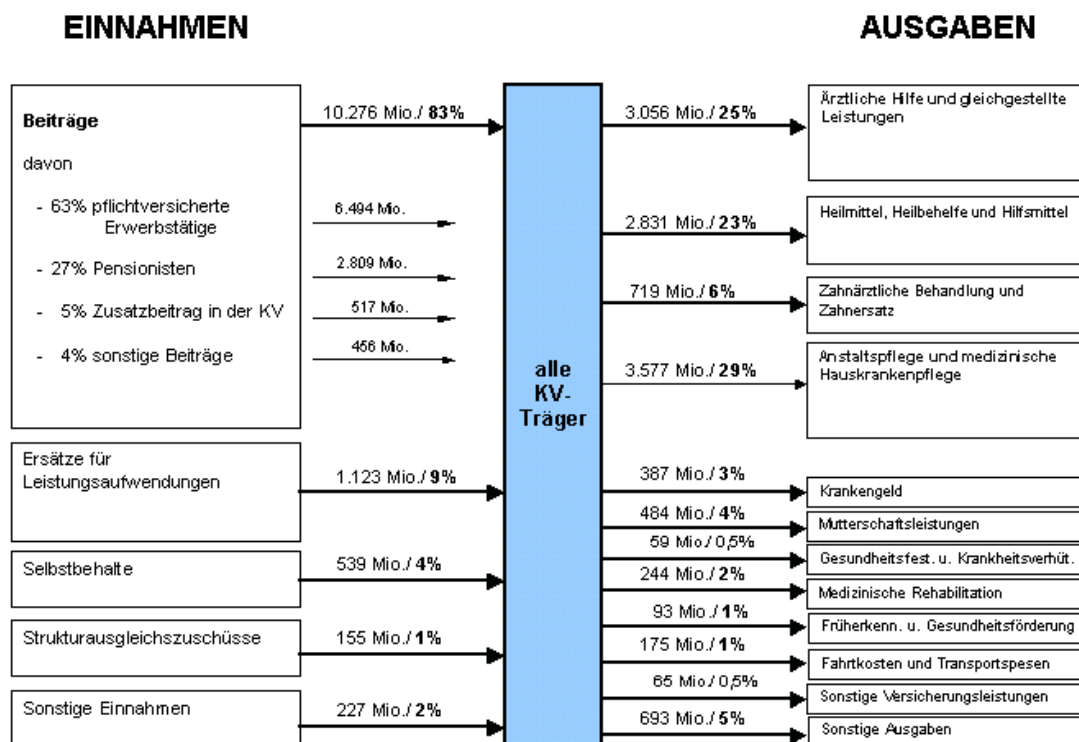 EINNAHMEN
AUSGABEN
Beiträge
davon
- 63% pflichtversicherte
Erwerbstätige
- 27% Pensionisten
- 5% Zusatzbeitrag in der KV
- 4% sonstige Beiträge
10.276 Mio./ 83%
6.494 Mio.
2.809 Mio.
517 Mio.
456 Mio.
Ersätze für
Leistungsaufwendungen
1.123 Mio./ 9%
Selbstbehalte
539 Mio./ 4%
Strukturausgleichszuschüsse
155 Mio./ 1%
Sonstige Einnahmen
227 Mio./ 2%
alle
KV-
Träger
3.056 Mio./ 25%
Ärztliche Hilfe und gleichgestellte
Leistungen
2.831 Mio./ 23%
Heilmittel, Heilbehelfe und Hilfsmittel
719 Mio./ 6%
Zahnärztliche Behandlung und
Zahnersatz
3.577 Mio./ 29%
Anstaltspflege und medizinische
Hauskrankenpflege
387 Mio./ 3%
Krankengeld
484 Mio./ 4%
Mutterschaftsleistungen
59 Mio/ 0,5%
Gesundheitsfest. u. Krankheitsverhüt.
244 Mio./ 2%
Medizinische Rehabilitation
93 Mio./ 1%
Früherkenn. u. Gesundheitsförderung
175 Mio./ 1%
Fahrtkosten und Transportspesen
65 Mio./ 0,5%
Sonstige Versicherungsleistungen
693 Mio./ 5%
Sonstige Ausgaben